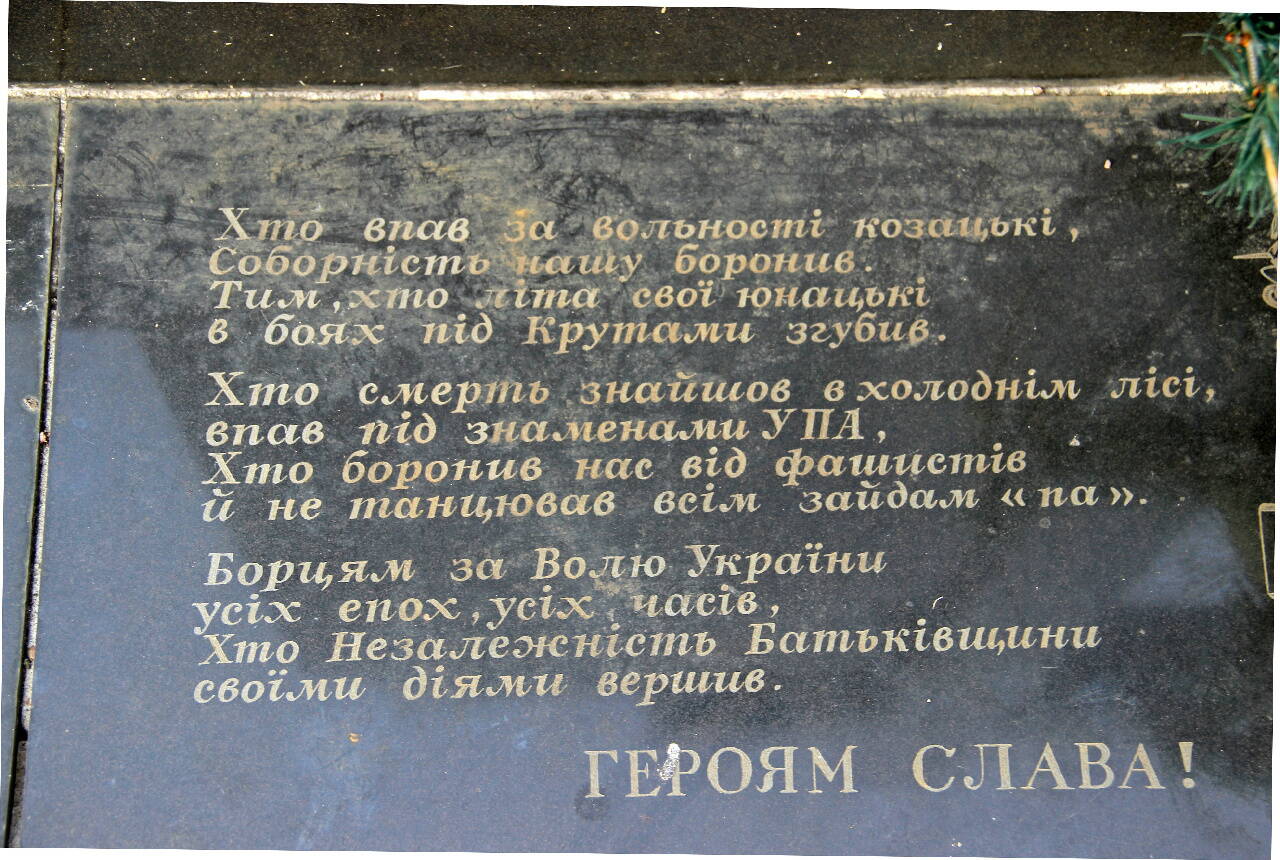 Хто впав за вольності козацькі,
Соборність нашу боронив.
Тим, хто літа свої юнацькі
в боях під Крутами згубив.
Хто смерть знайшов в холоднім лісі,
впав під знаменами УПА,
Хто боронив нас від фашистів
й не танцював всім зайдам «па».
Борцям за Волю України
усіх епох, усіх часів,
Хто Незалежність Батьківщини
своїми діями вершив.
ГЕРОЯМ СЛАВА!